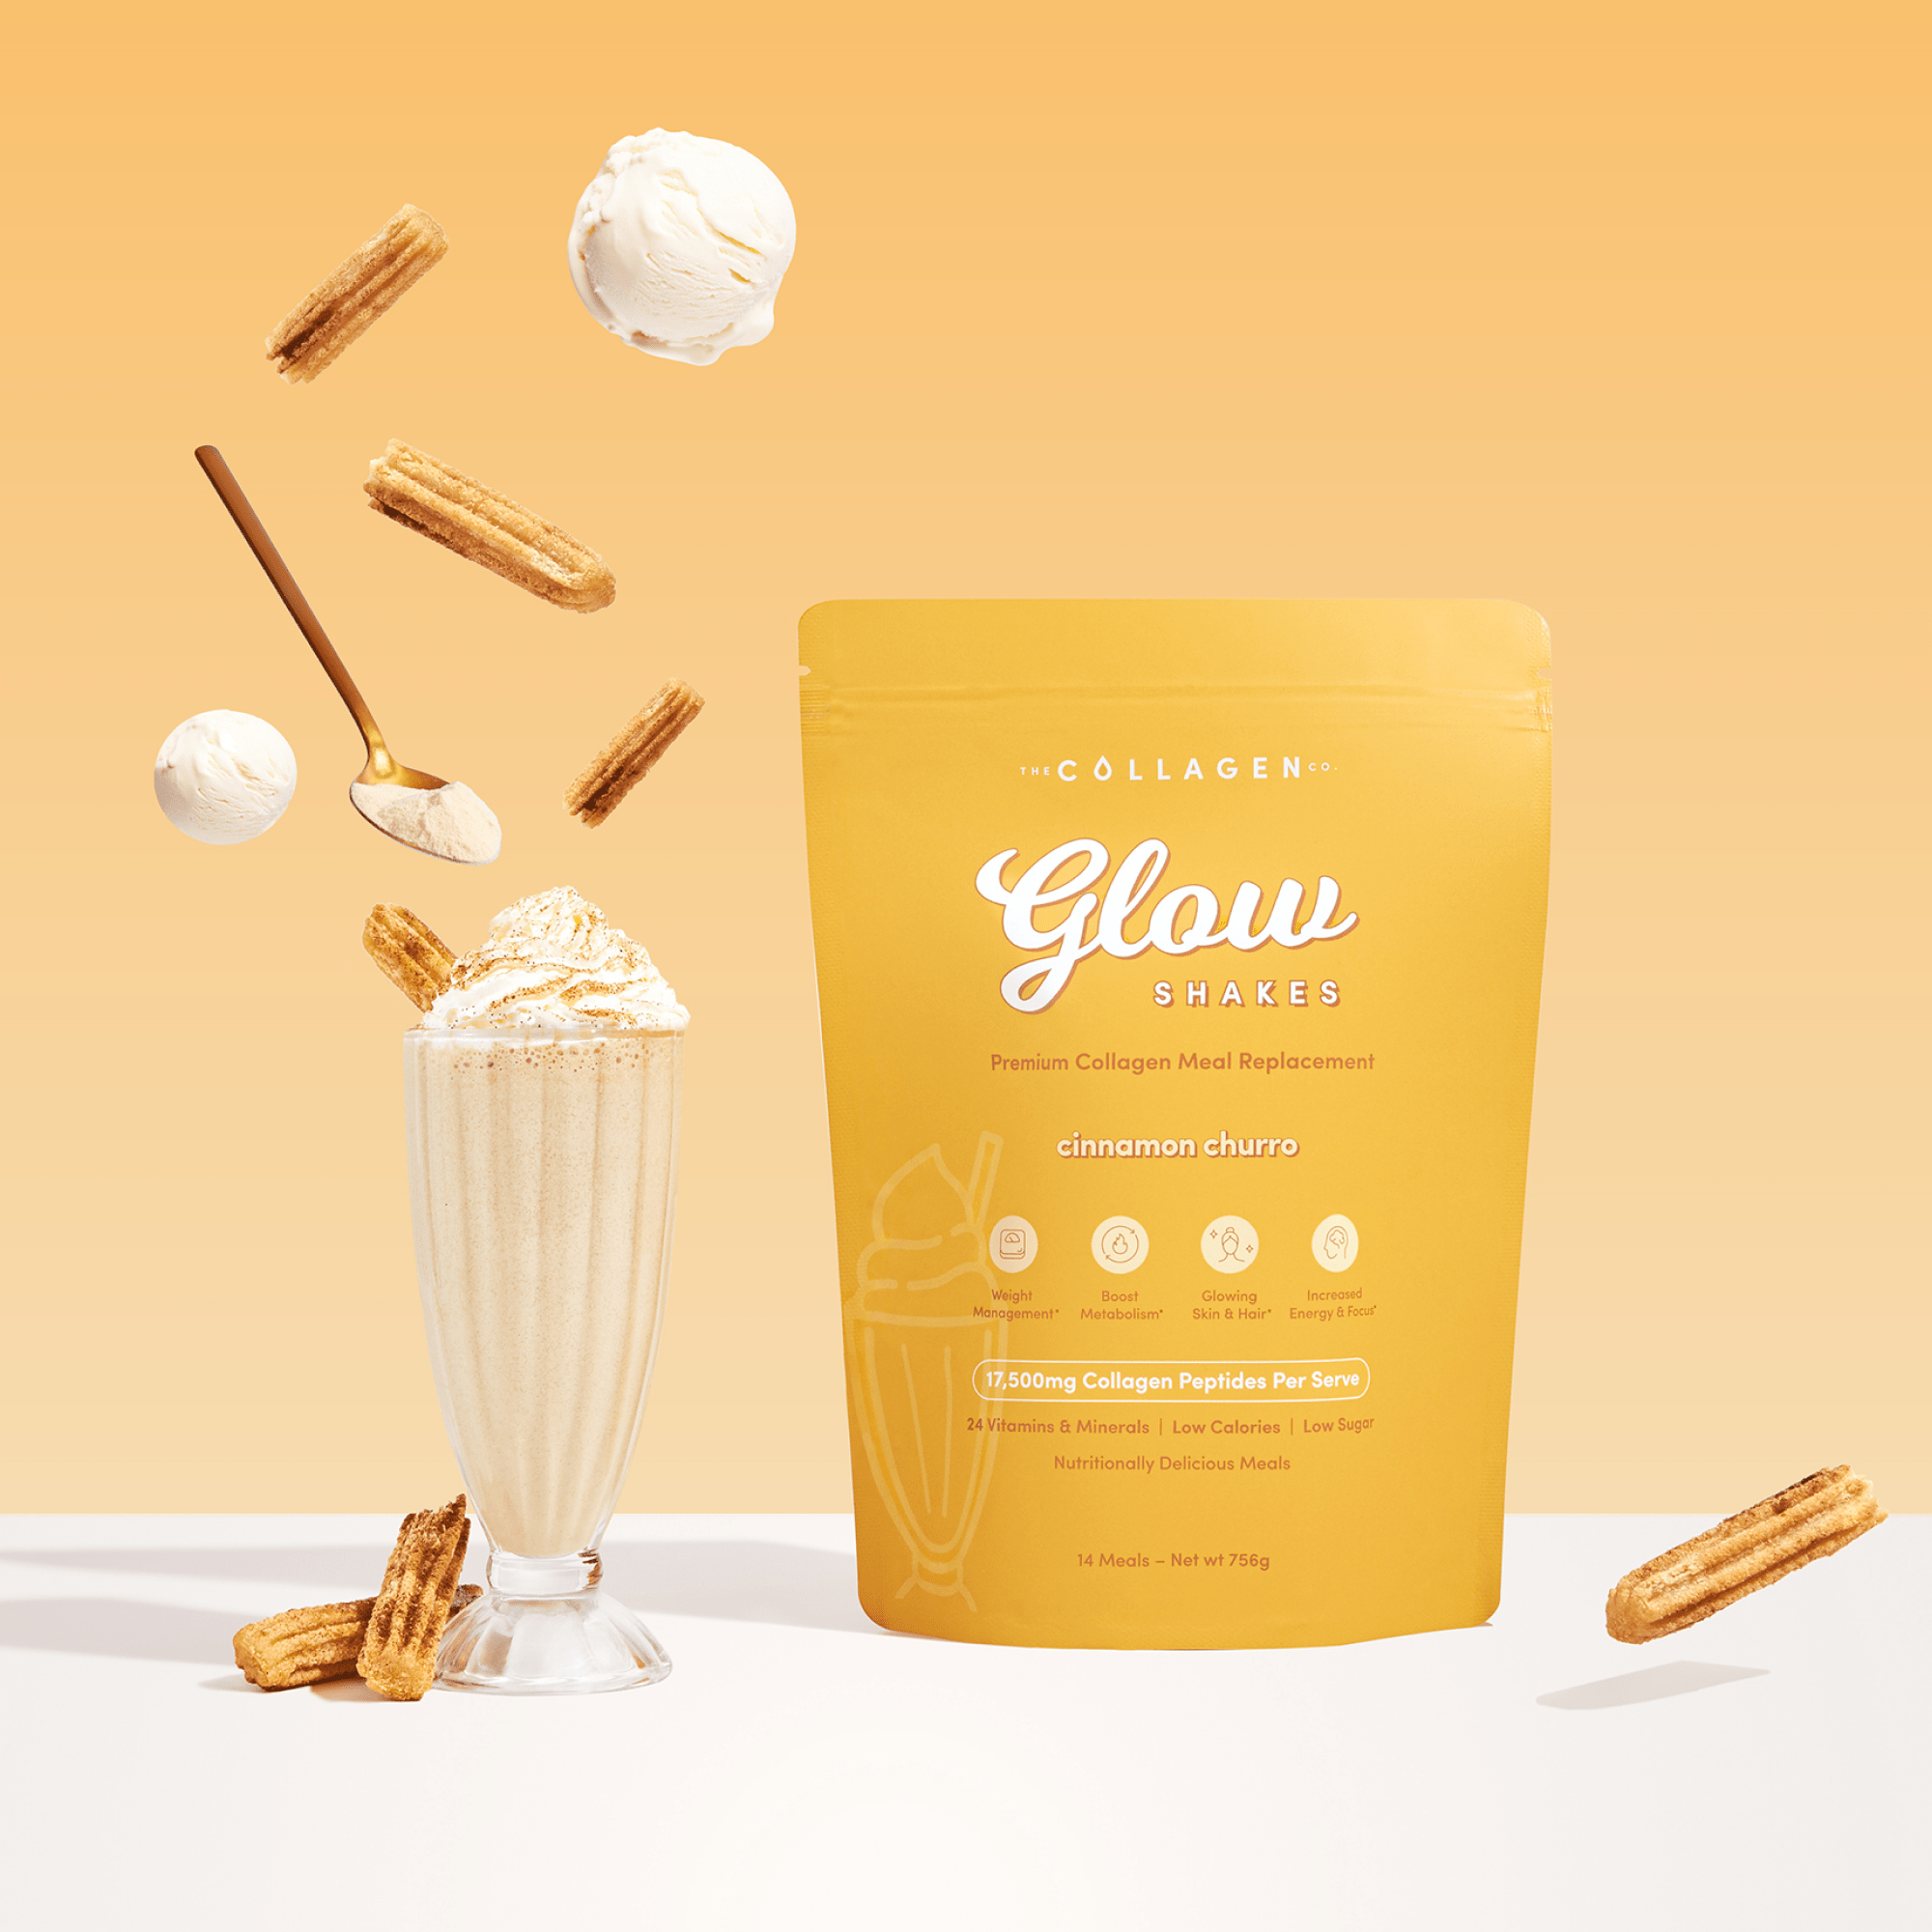 THE COLLAGEN CO.
Glow
SHAKES
Premium Collagen Meal Replacement
cinnamon churro
Weight Management*
Boost Metabolism*
Glowing Skin & Hair*
Increased Energy & Focus*
17,500mg Collagen Peptides Per Serve
24 Vitamins & Minerals | Low Calories | Low Sugar
Nutritionally Delicious Meals
14 Meals – Net wt 756g